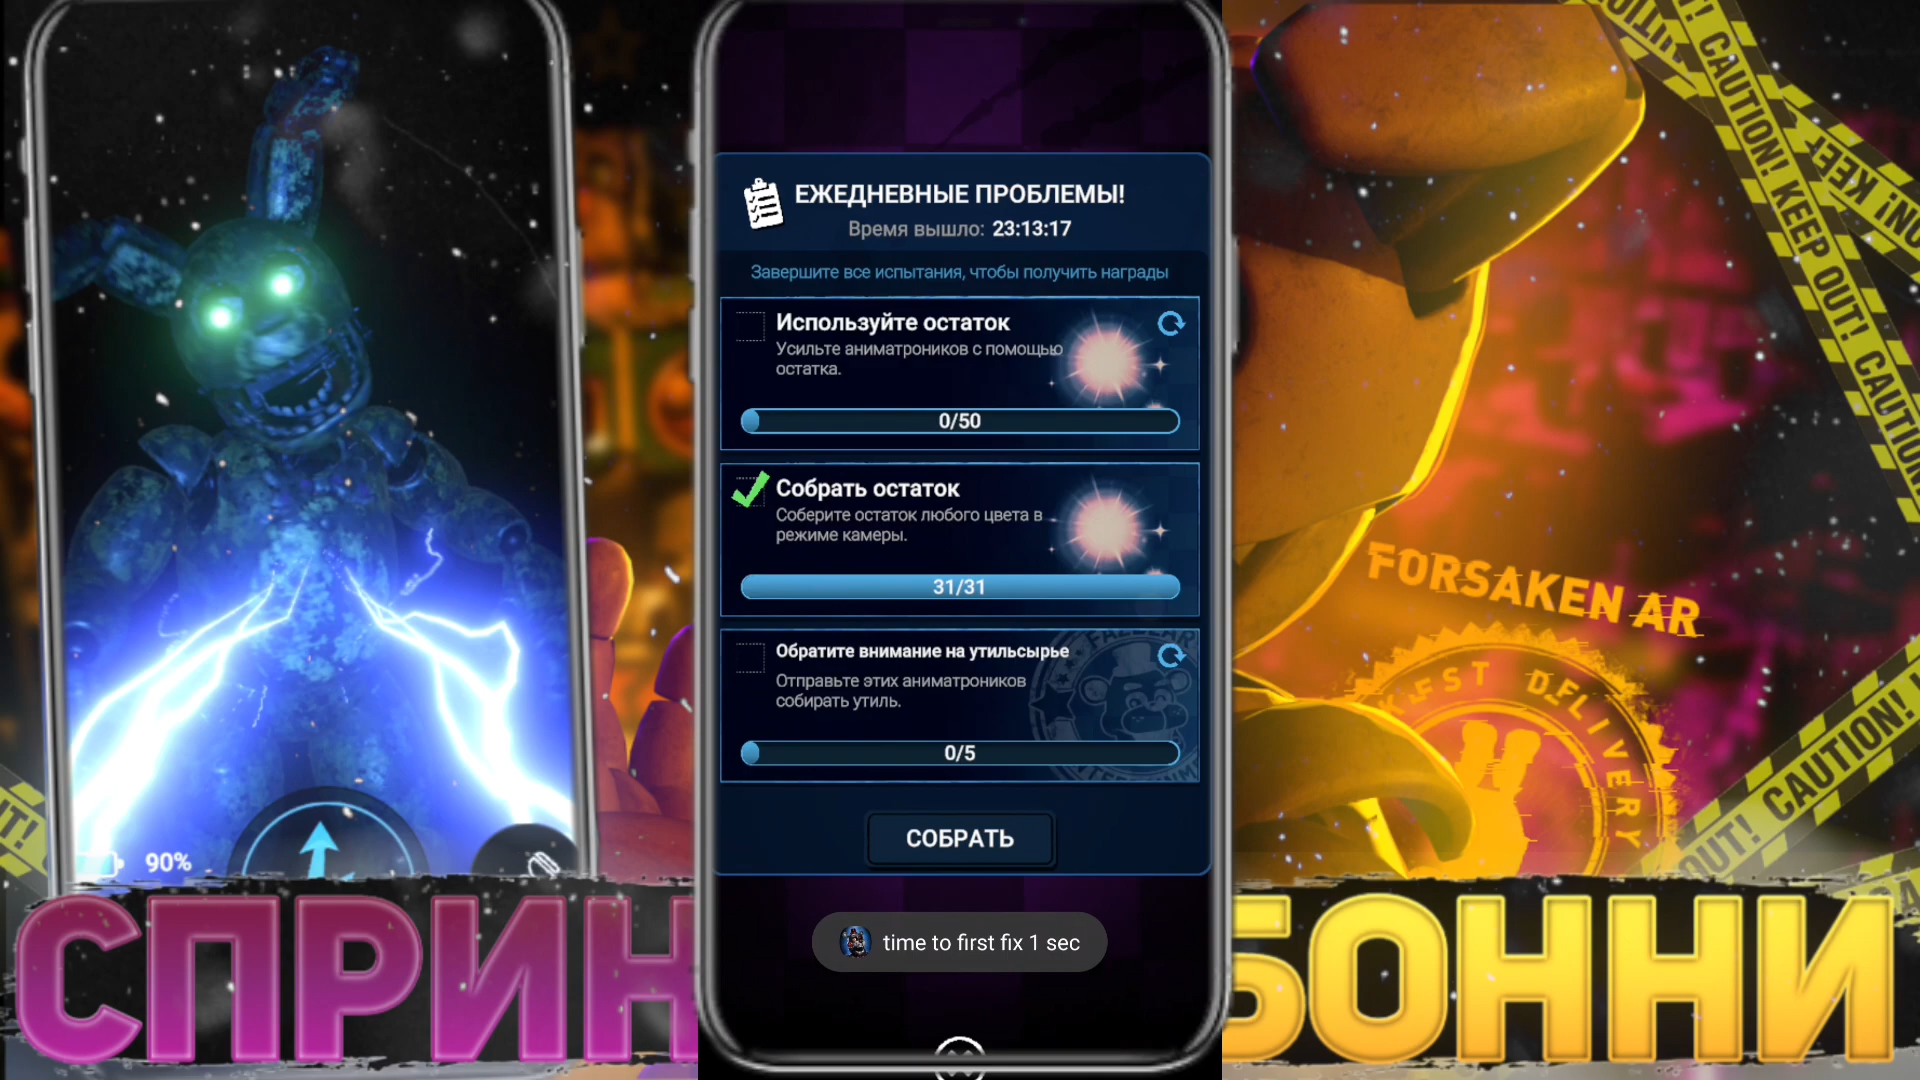 ЕЖЕДНЕВНЫЕ ПРОБЛЕМЫ!
Время вышло: 23:13:17
Завершите все испытания, чтобы получить награды
Используйте остаток
Усильте аниматроников с помощью
остатка.
0/50
Собрать остаток
Соберите остаток любого цвета в
режиме камеры.
31/31
Обратите внимание на утильсырье
Отправьте этих аниматроников
собирать утиль.
0/5
СОБРАТЬ
time to first fix 1 sec
90%
СПРИН
БОННИ
FORSAKEN AR
DELIVERY
CAUTION! KEEP OUT! CAUTION
CAUTION!
OUT!